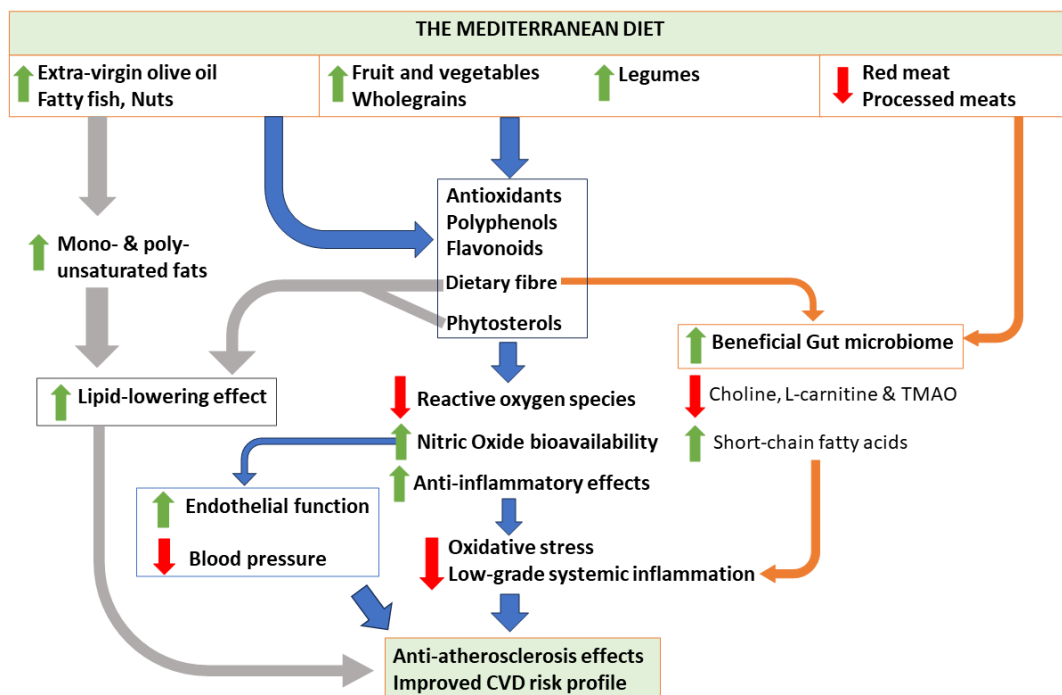 THE MEDITERRANEAN DIET
Extra-virgin olive oil
Fatty fish, Nuts
Fruit and vegetables
Wholegrains
Legumes
Red meat
Processed meats
Antioxidants
Polyphenols
Flavonoids
Dietary fibre
Phytosterols
Mono- & poly-
unsaturated fats
Lipid-lowering effect
Beneficial Gut microbiome
Choline, L-carnitine & TMAO
Short-chain fatty acids
Reactive oxygen species
Nitric Oxide bioavailability
Anti-inflammatory effects
Endothelial function
Blood pressure
Oxidative stress
Low-grade systemic inflammation
Anti-atherosclerosis effects
Improved CVD risk profile